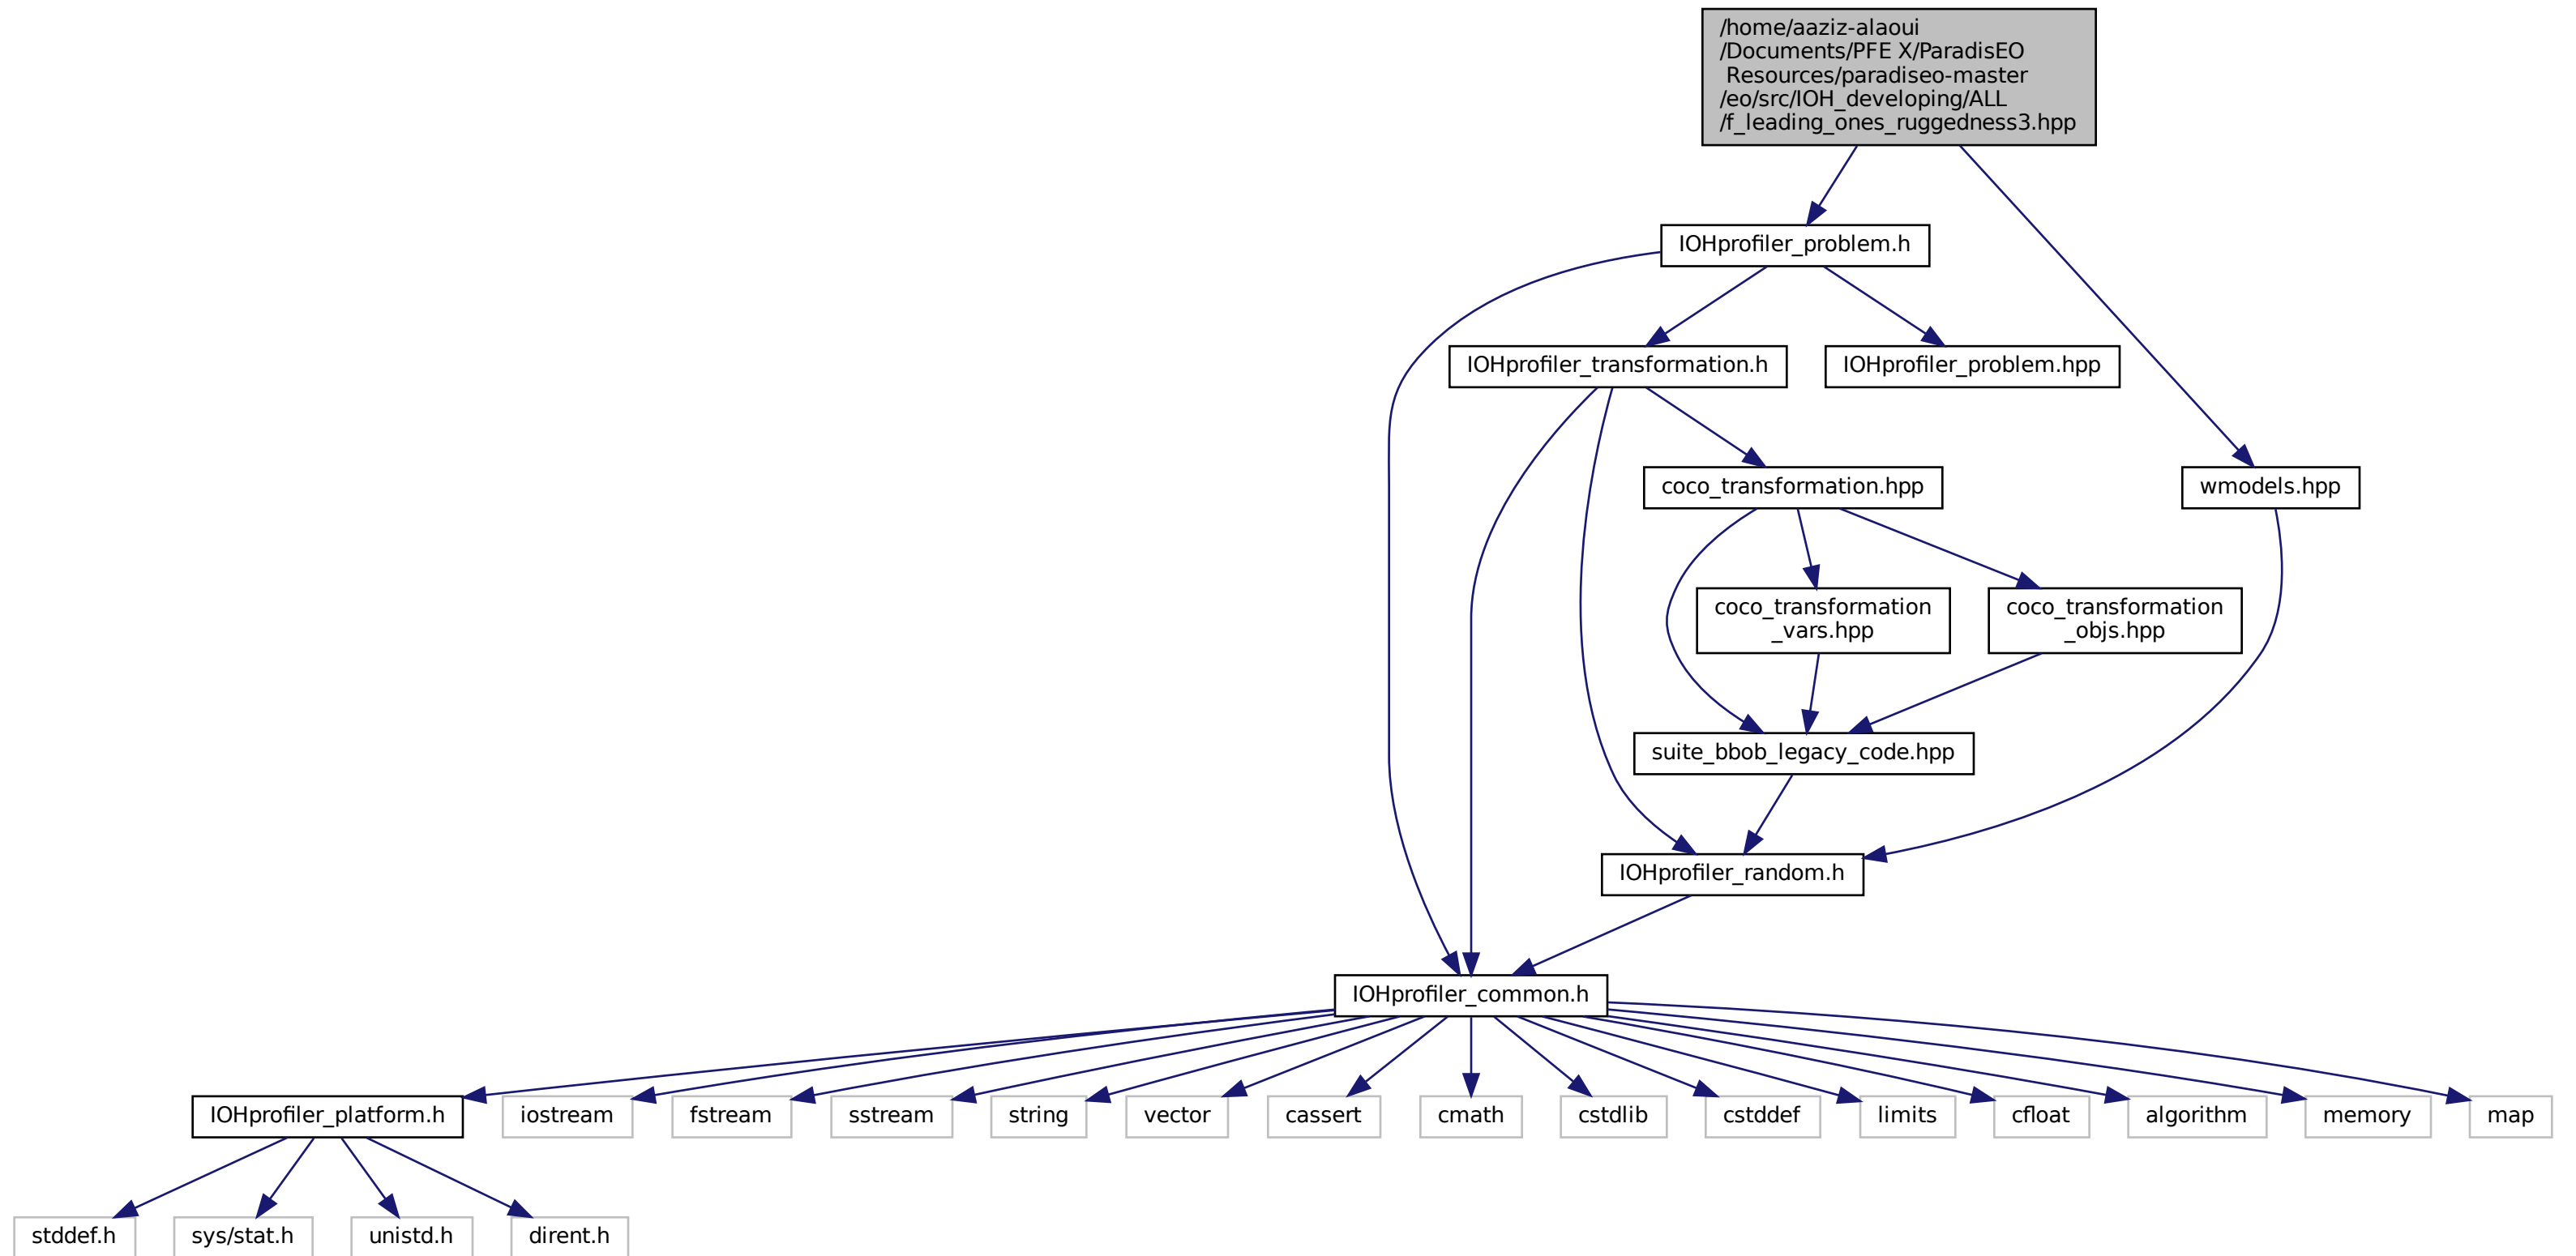 /home/aaziz-alaoui
/Documents/PFE X/ParadisEO
Resources/paradiseo-master
/eo/src/IOH_developing/ALL
/f_leading_ones_ruggedness3.hpp
IOHprofiler_problem.h
IOHprofiler_transformation.h
IOHprofiler_problem.hpp
coco_transformation.hpp
wmodels.hpp
coco_transformation
_vars.hpp
coco_transformation
_objs.hpp
suite_bbob_legacy_code.hpp
IOHprofiler_random.h
IOHprofiler_common.h
IOHprofiler_platform.h
iostream
fstream
sstream
string
vector
cassert
cmath
cstdlib
cstddef
limits
cfloat
algorithm
memory
map
stddef.h
sys/stat.h
unistd.h
dirent.h